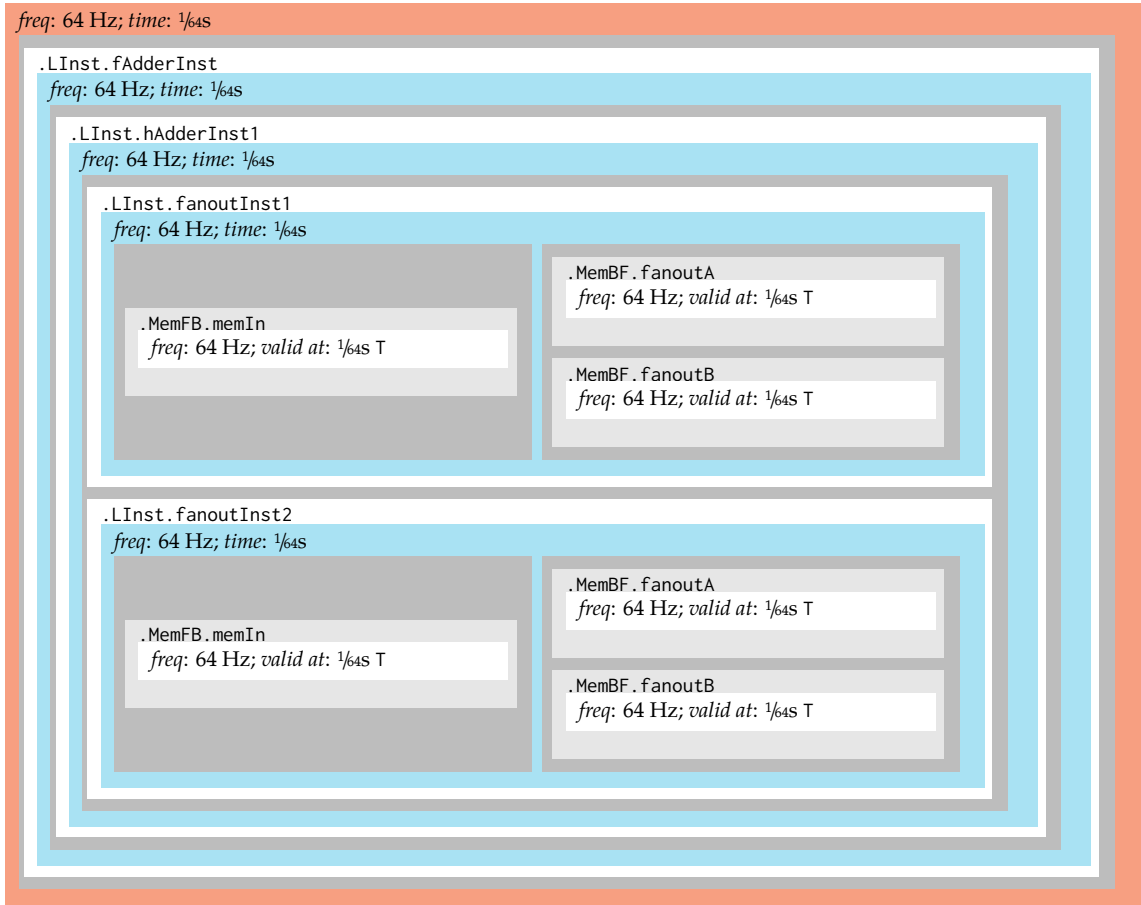 freq: 64 Hz; time: 1/64s
.LInst.fAdderInst
freq: 64 Hz; time: 1/64s
.LInst.hAdderInst1
freq: 64 Hz; time: 1/64s
.LInst.fanoutInst1
freq: 64 Hz; time: 1/64s
.MemFB.memIn
freq: 64 Hz; valid at: 1/64s T
.MemBF.fanoutA
freq: 64 Hz; valid at: 1/64s T
.MemBF.fanoutB
freq: 64 Hz; valid at: 1/64s T
.LInst.fanoutInst2
freq: 64 Hz; time: 1/64s
.MemFB.memIn
freq: 64 Hz; valid at: 1/64s T
.MemBF.fanoutA
freq: 64 Hz; valid at: 1/64s T
.MemBF.fanoutB
freq: 64 Hz; valid at: 1/64s T